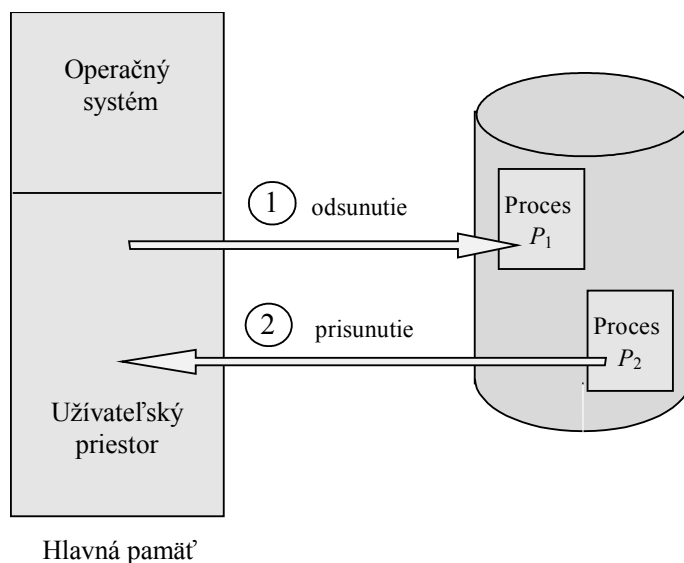 Operačný
systém
1 odsunutie
Proces
P1
2 prisunutie
Proces
P2
Užívateľský
priestor
Hlavná pamäť